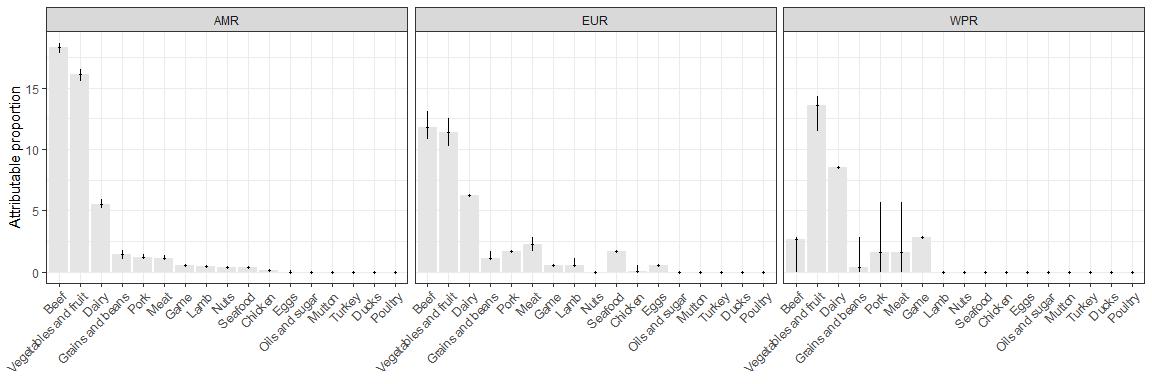 AMR
EUR
WPR
Attributable proportion
15
10
5
0
Beef
Vegetables and fruit
Dairy
Grains and beans
Pork
Meat
Game
Lamb
Nuts
Seafood
Chicken
Eggs
Oils and sugar
Mutton
Turkey
Ducks
Poultry
Beef
Vegetables and fruit
Dairy
Grains and beans
Pork
Meat
Game
Lamb
Nuts
Seafood
Chicken
Eggs
Oils and sugar
Mutton
Turkey
Ducks
Poultry
Beef
Vegetables and fruit
Dairy
Grains and beans
Pork
Meat
Game
Lamb
Nuts
Seafood
Chicken
Eggs
Oils and sugar
Mutton
Turkey
Ducks
Poultry